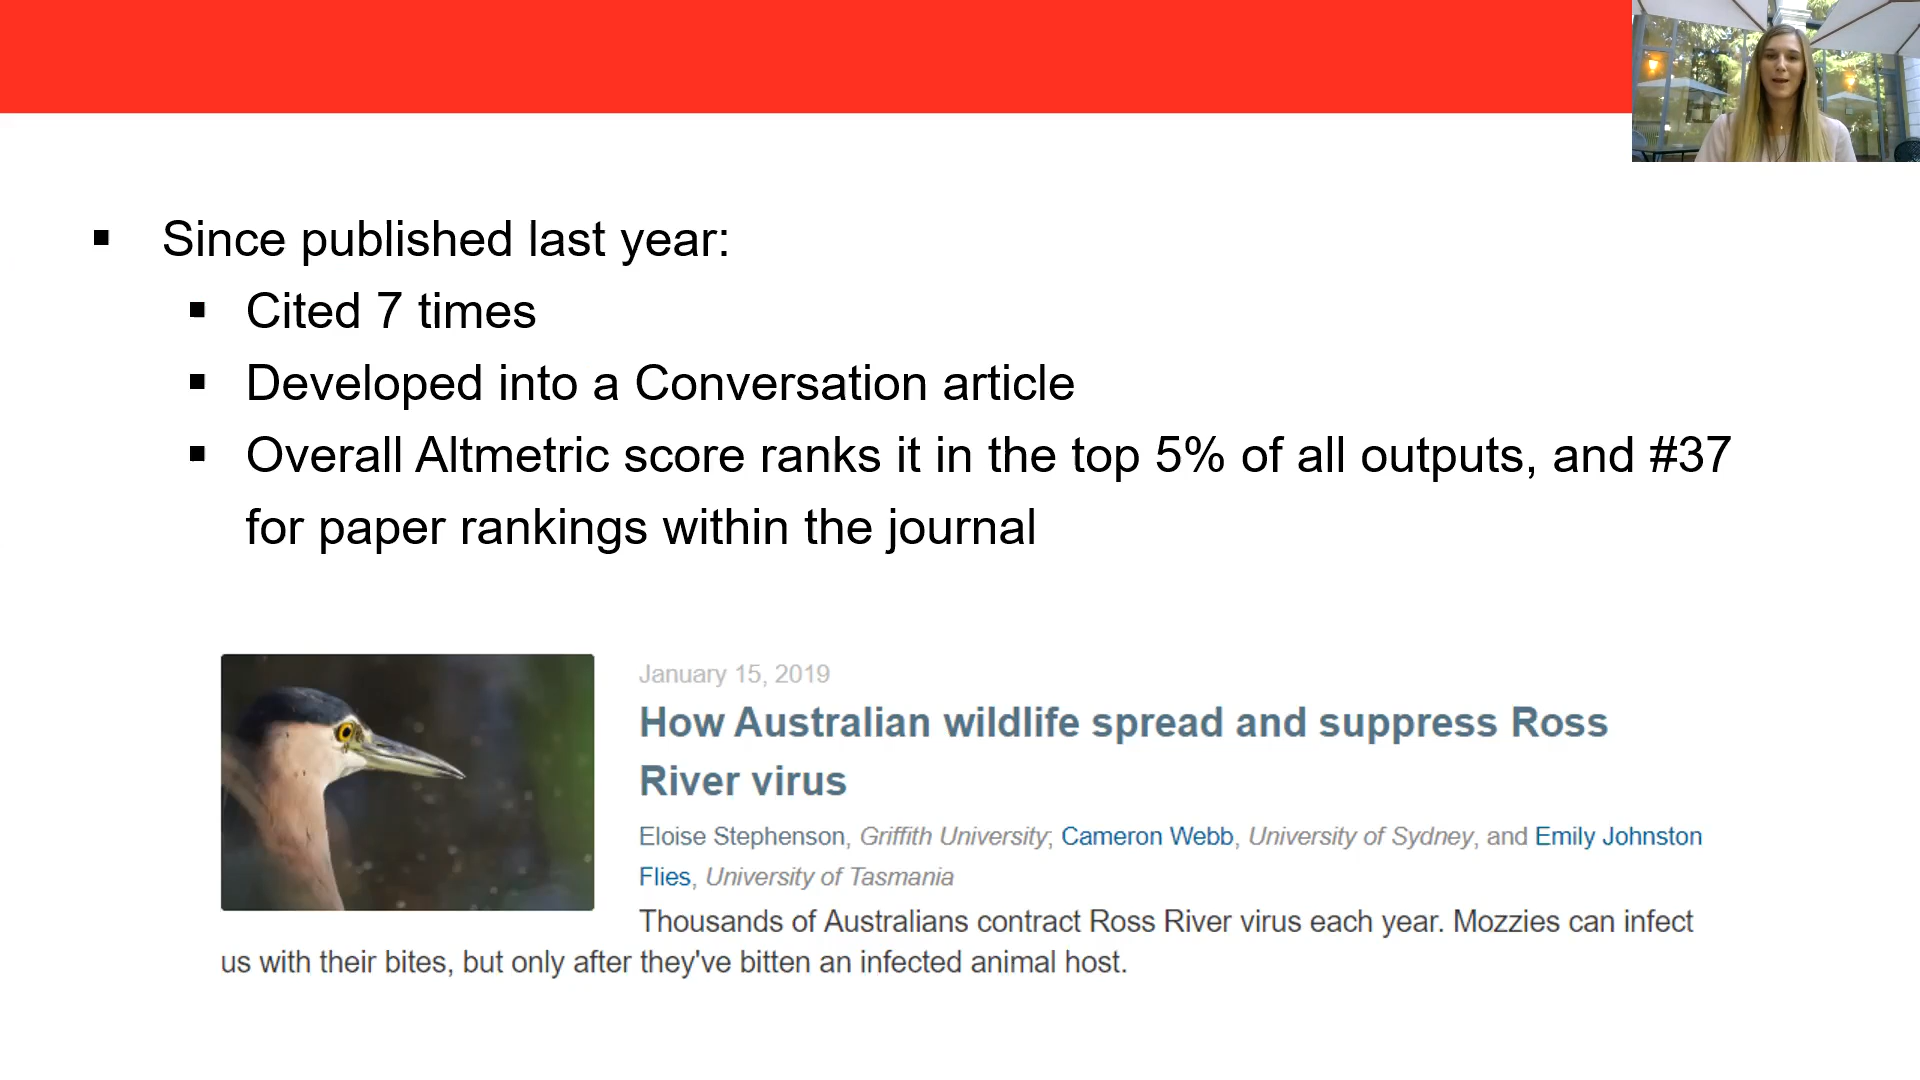 Since published last year:
Cited 7 times
Developed into a Conversation article
Overall Altmetric score ranks it in the top 5% of all outputs, and #37
for paper rankings within the journal
January 15, 2019
How Australian wildlife spread and suppress Ross
River virus
Eloise Stephenson, Griffith University; Cameron Webb, University of Sydney, and Emily Johnston
Flies, University of Tasmania
Thousands of Australians contract Ross River virus each year. Mozzies can infect
us with their bites, but only after they've bitten an infected animal host.